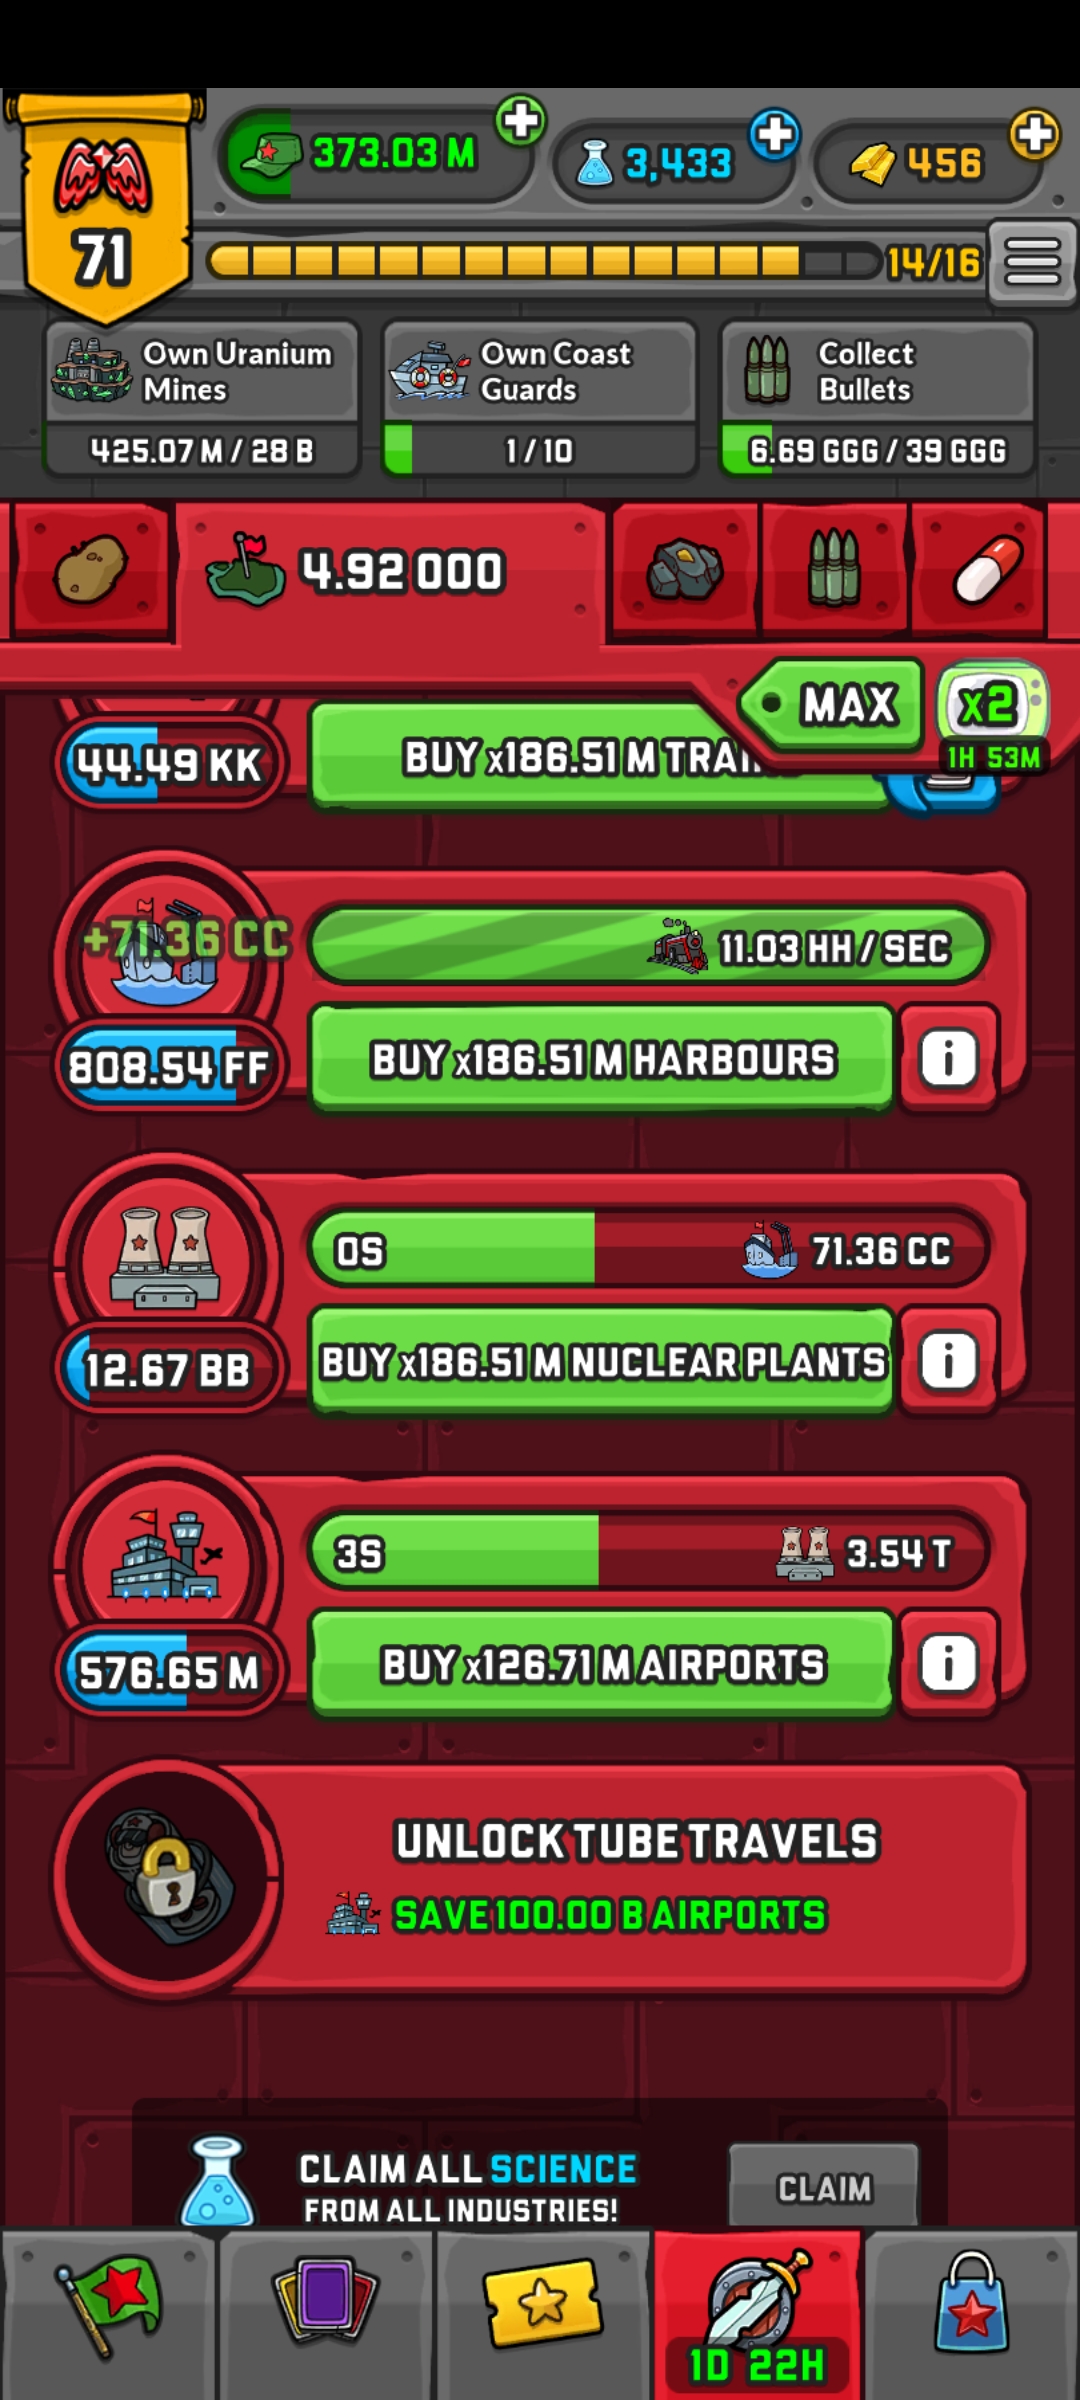 373.03 M
3,433
456
71
14/16
Own Uranium
Mines
425.07 M / 28 B
Own Coast
Guards
1 / 10
Collect
Bullets
6.69 GGG / 39 GGG
4.92 000
MAX
x2
1H 53M
44.49 KK
BUY x186.51 M
+71.36 CC
11.03 HH / SEC
808.54 FF
BUY x186.51 M HARBOURS
0S
71.36 CC
12.67 BB
BUY x186.51 M NUCLEAR PLANTS
3S
3.54 T
576.65 M
BUY x126.71 M AIRPORTS
UNLOCK TUBE TRAVELS
SAVE 100.00 B AIRPORTS
CLAIM ALL SCIENCE
FROM ALL INDUSTRIES!
CLAIM
1D 22H